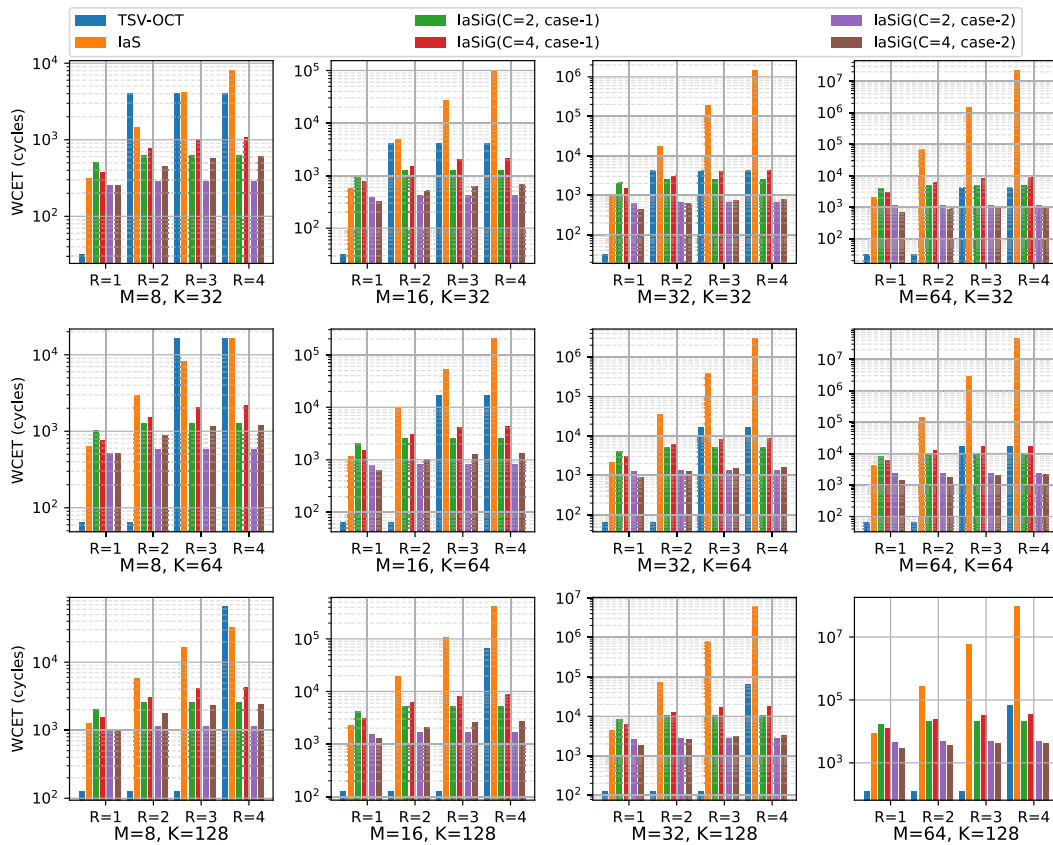 TSV-OCT IaSiG(C=2, case-1) IaSiG(C=2, case-2)
IaS IaSiG(C=4, case-1) IaSiG(C=4, case-2)
10^4 10^5 10^6 10^7
10^3 10^4 10^5 10^6
10^2 10^3 10^4 10^5
10^2 10^3 10^4
10^2 10^3
10^2
WCET (cycles)
R=1 R=2 R=3 R=4 R=1 R=2 R=3 R=4 R=1 R=2 R=3 R=4 R=1 R=2 R=3 R=4
M=8, K=32 M=16, K=32 M=32, K=32 M=64, K=32
10^4 10^5 10^6 10^7
10^3 10^4 10^5 10^6
10^2 10^3 10^4 10^5
10^2 10^3 10^4
10^2 10^3
10^2
WCET (cycles)
R=1 R=2 R=3 R=4 R=1 R=2 R=3 R=4 R=1 R=2 R=3 R=4 R=1 R=2 R=3 R=4
M=8, K=64 M=16, K=64 M=32, K=64 M=64, K=64
10^4 10^5 10^7 10^7
10^3 10^4 10^6 10^5
10^2 10^3 10^5 10^3
10^2 10^4
10^3
10^2
WCET (cycles)
R=1 R=2 R=3 R=4 R=1 R=2 R=3 R=4 R=1 R=2 R=3 R=4 R=1 R=2 R=3 R=4
M=8, K=128 M=16, K=128 M=32, K=128 M=64, K=128